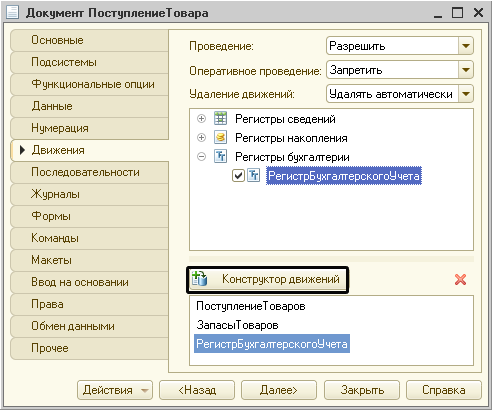 Документ ПоступлениеТовара
Основные
Подсистемы
Функциональные опции
Данные
Нумерация
Движения
Последовательности
Журналы
Формы
Команды
Макеты
Ввод на основании
Права
Обмен данными
Прочее
Проведение: Разрешить
Оперативное проведение: Запретить
Удаление движений: Удалять автоматически
Регистры сведений
Регистры накопления
Регистры бухгалтерии
РегистрБухгалтерскогоУчета
Конструктор движений
ПоступлениеТоваров
ЗапасыТоваров
РегистрБухгалтерскогоУчета
Действия <Назад Далее> Закрыть Справка